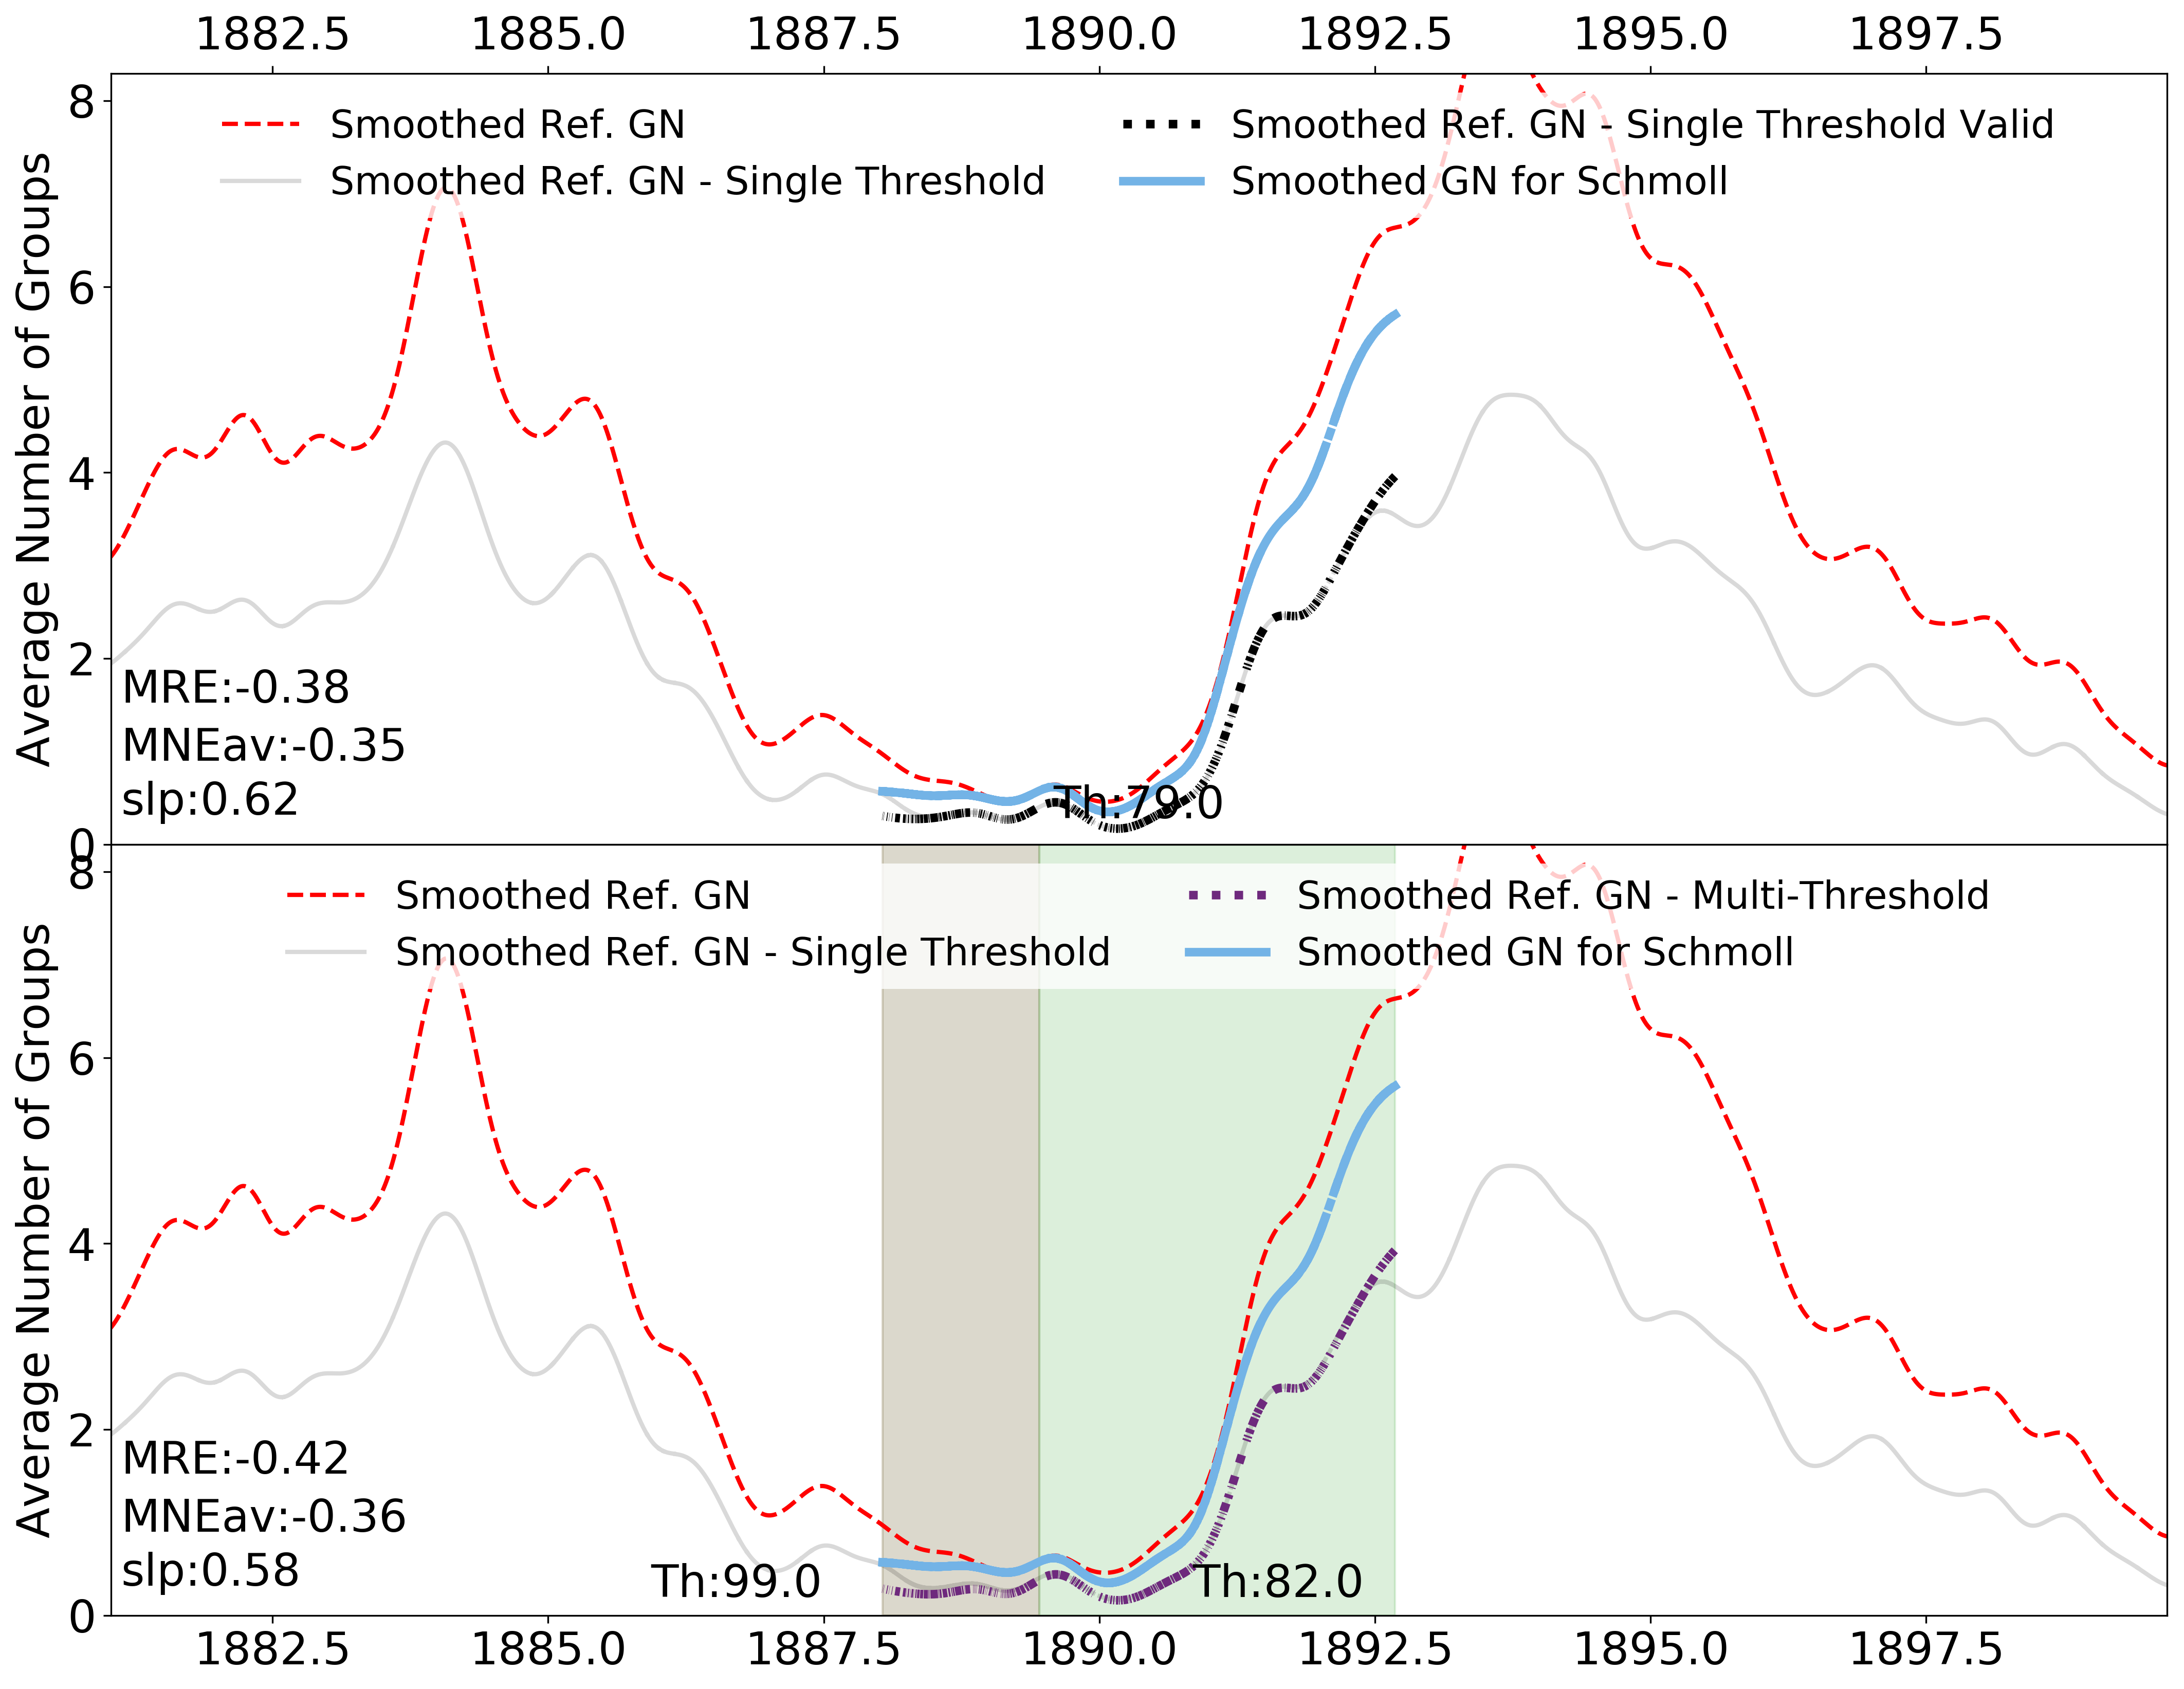 1882.5 1885.0 1887.5 1890.0 1892.5 1895.0 1897.5
8
6
4
2
0
Average Number of Groups
Smoothed Ref. GN
Smoothed Ref. GN - Single Threshold
Smoothed Ref. GN - Single Threshold Valid
Smoothed GN for Schmoll
MRE:-0.38
MNEav:-0.35
slp:0.62
Th:79.0
8
6
4
2
0
Average Number of Groups
Smoothed Ref. GN
Smoothed Ref. GN - Single Threshold
Smoothed Ref. GN - Multi-Threshold
Smoothed GN for Schmoll
MRE:-0.42
MNEav:-0.36
slp:0.58
Th:99.0
Th:82.0
1882.5 1885.0 1887.5 1890.0 1892.5 1895.0 1897.5